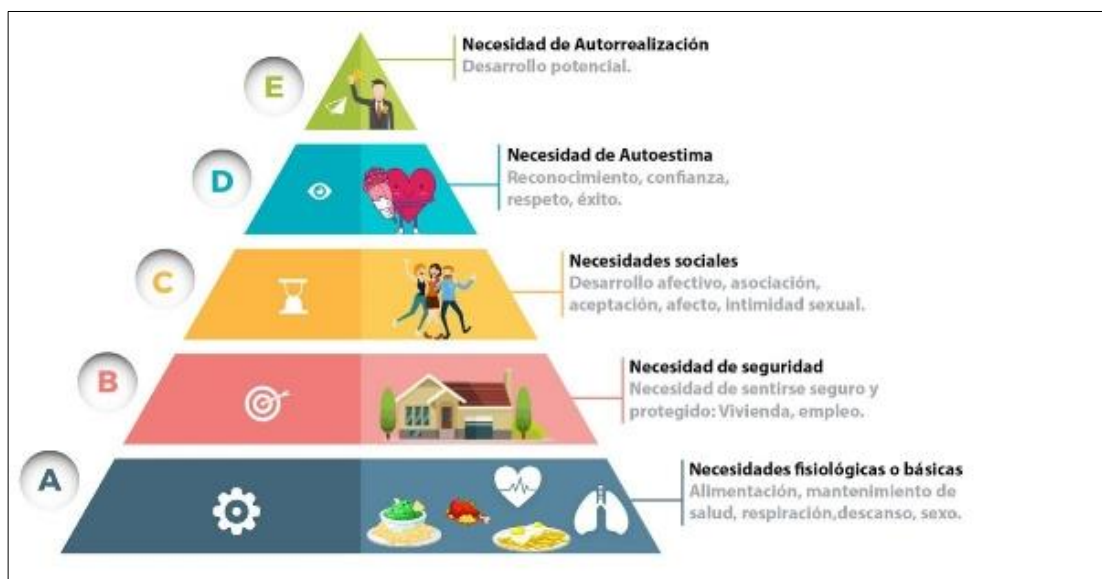 E
Necesidad de Autorrealización
Desarrollo potencial.
D
Necesidad de Autoestima
Reconocimiento, confianza,
respeto, éxito.
C
Necesidades sociales
Desarrollo afectivo, asociación,
aceptación, afecto, intimidad sexual.
B
Necesidad de seguridad
Necesidad de sentirse seguro y
protegido: Vivienda, empleo.
A
Necesidades fisiológicas o básicas
Alimentación, mantenimiento de
salud, respiración,descanso, sexo.